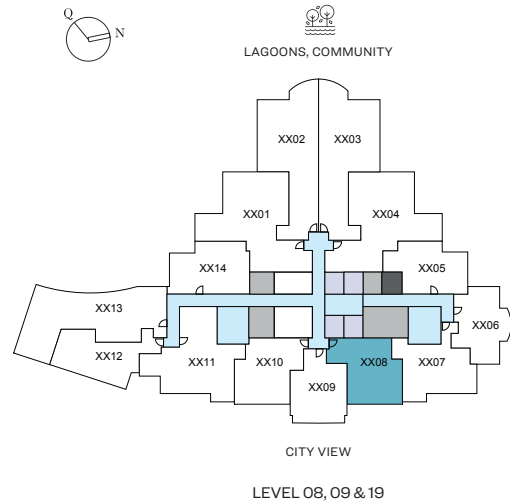 Q
N
LAGOONS, COMMUNITY
XX02
XX03
XX01
XX04
XX14
XX05
XX13
XX06
XX12
XX11
XX10
XX08
XX07
XX09
CITY VIEW
LEVEL 08, 09 & 19